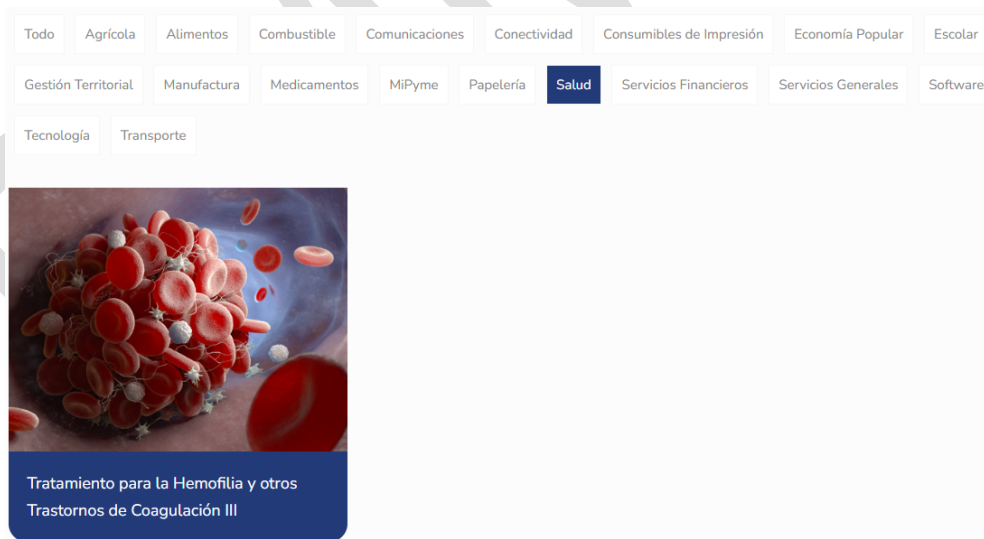 Todo Agrícola Alimentos Combustible Comunicaciones Conectividad Consumibles de Impresión Economía Popular Escolar
Gestión Territorial Manufactura Medicamentos MiPyme Papelería Salud Servicios Financieros Servicios Generales Software
Tecnología Transporte
Tratamiento para la Hemofilia y otros
Trastornos de Coagulación III